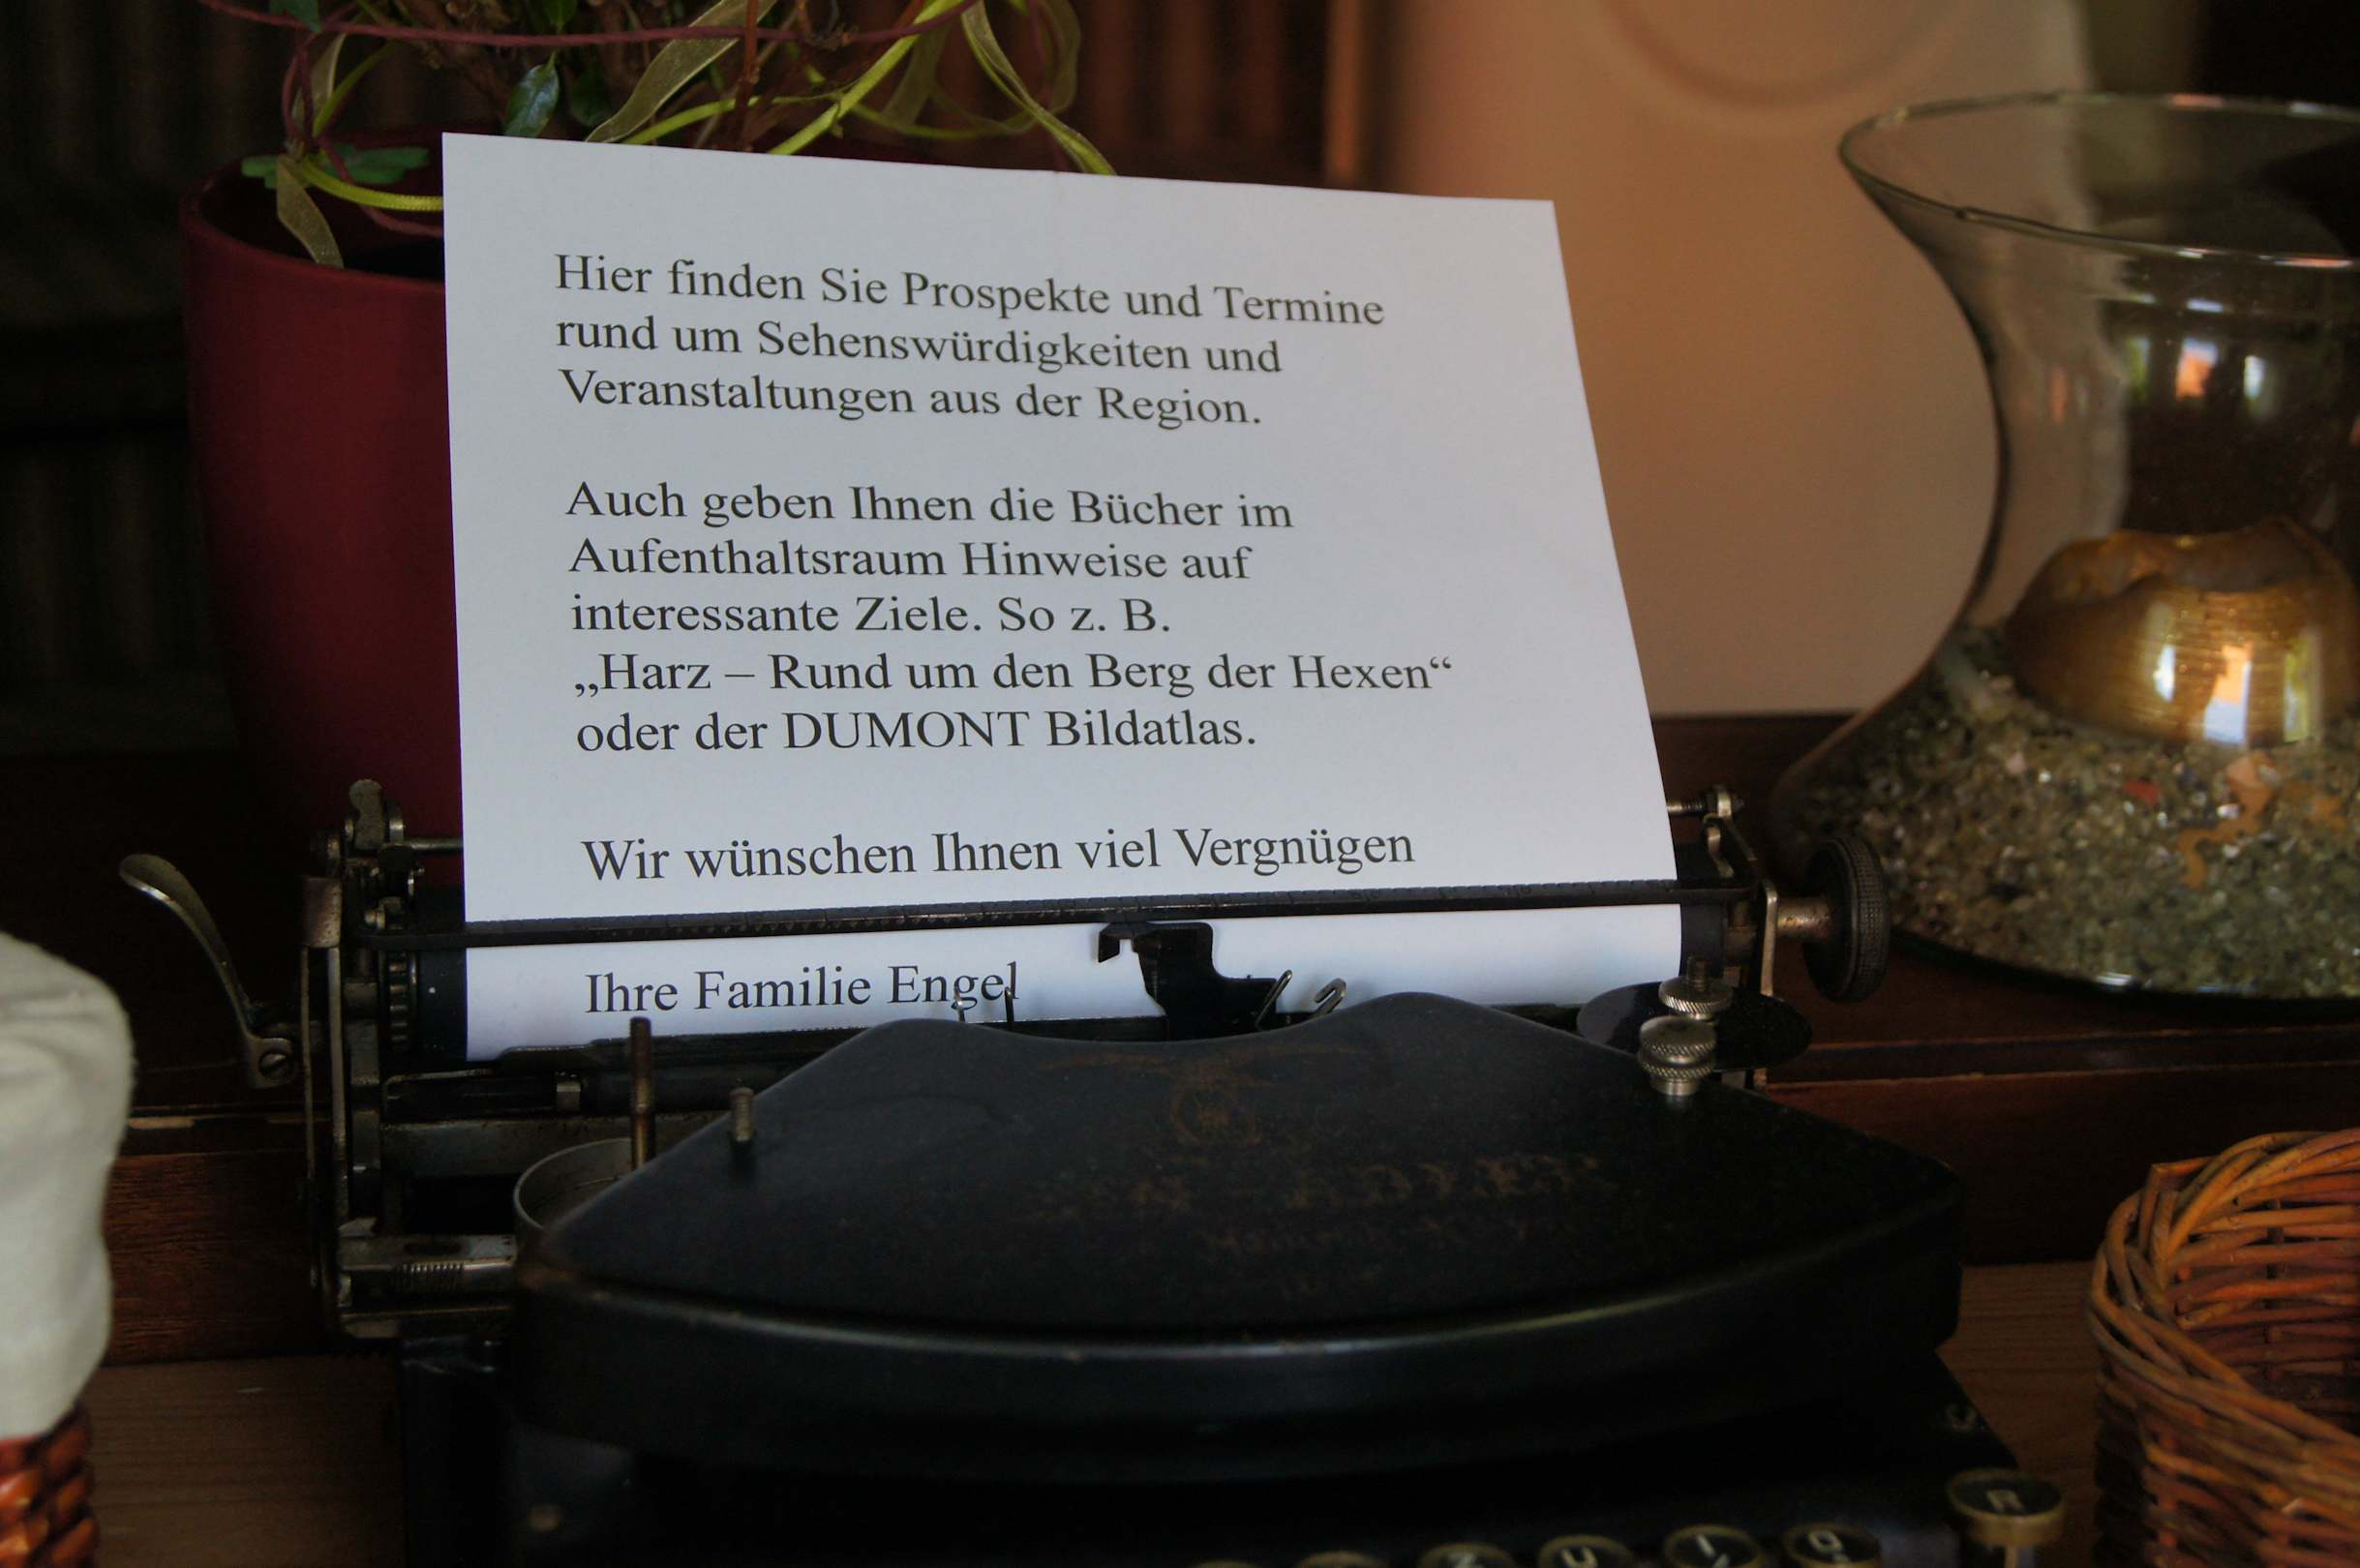 Hier finden Sie Prospekte und Termine
rund um Sehenswürdigkeiten und
Veranstaltungen aus der Region.
Auch geben Ihnen die Bücher im
Aufenthaltsraum Hinweise auf
interessante Ziele. So z. B.
„Harz – Rund um den Berg der Hexen“
oder der DUMONT Bildatlas.
Wir wünschen Ihnen viel Vergnügen
Ihre Familie Engel
R
Z U I O